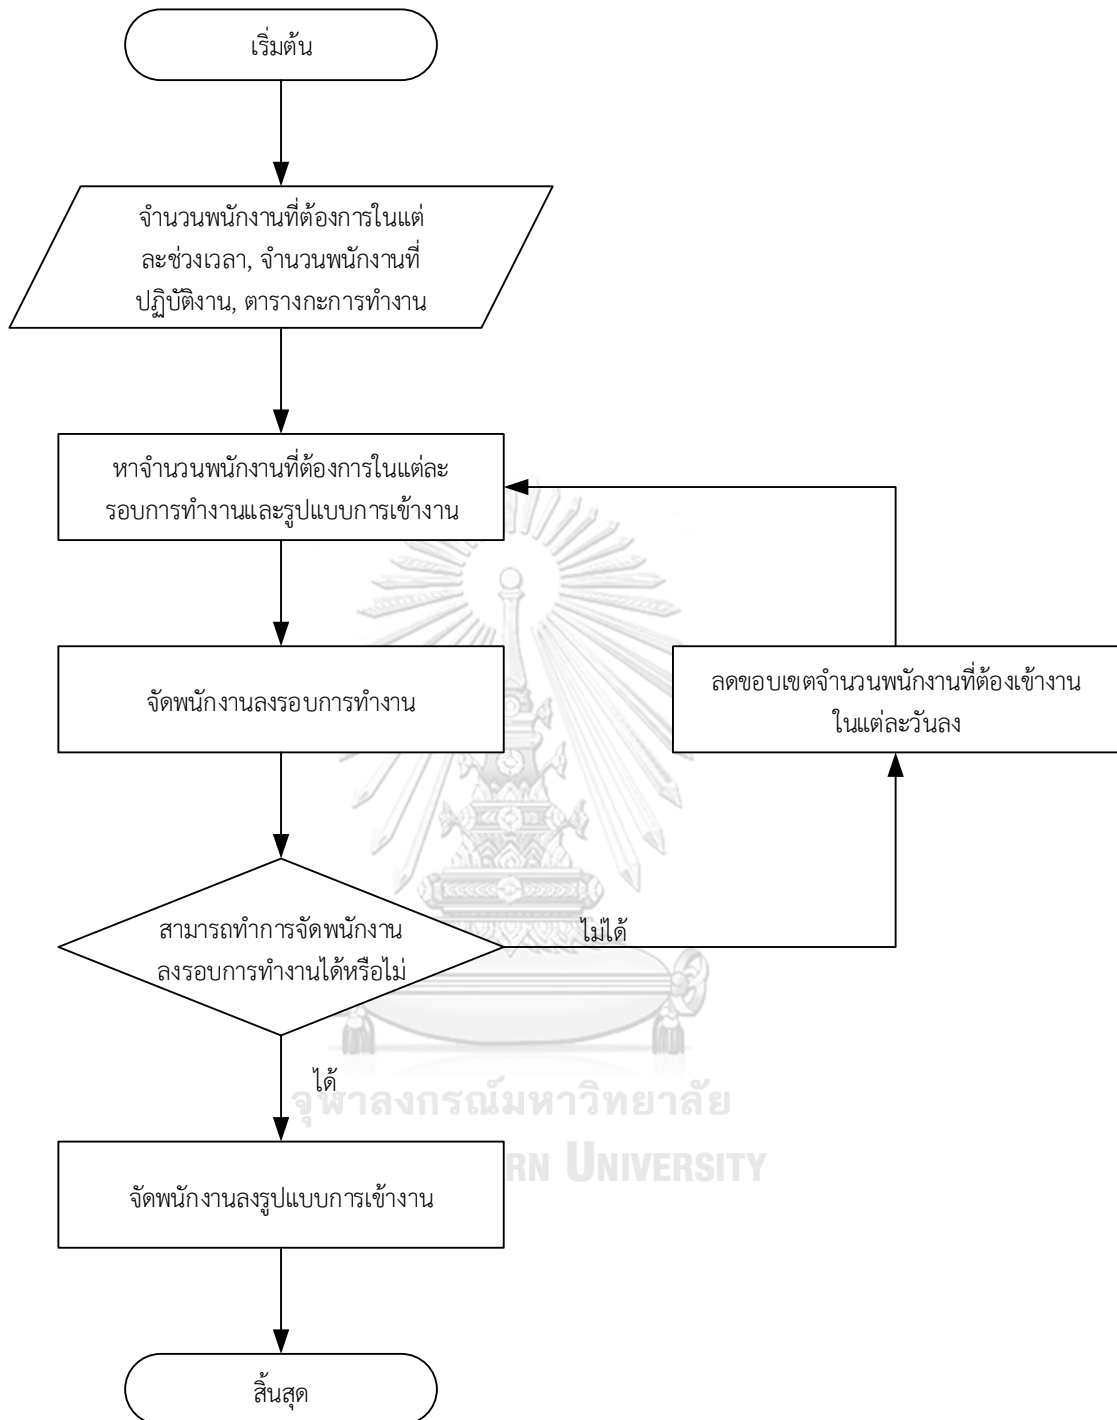 เริ่มต้น
จำนวนพนักงานที่ต้องการในแต่
ละช่วงเวลา, จำนวนพนักงานที่
ปฏิบัติงาน, ตารางกะการทำงาน
หาจำนวนพนักงานที่ต้องการในแต่ละ
รอบการทำงานและรูปแบบการเข้างาน
จัดพนักงานลงรอบการทำงาน
ลดขอบเขตจำนวนพนักงานที่ต้องเข้างาน
ในแต่ละวันลง
สามารถทำการจัดพนักงาน
ลงรอบการทำงานได้หรือไม่
ไม่ได้
ได้
จุฬาลงกรณ์มหาวิทยาลัย
RN UNIVERSITY
จัดพนักงานลงรูปแบบการเข้างาน
สิ้นสุด